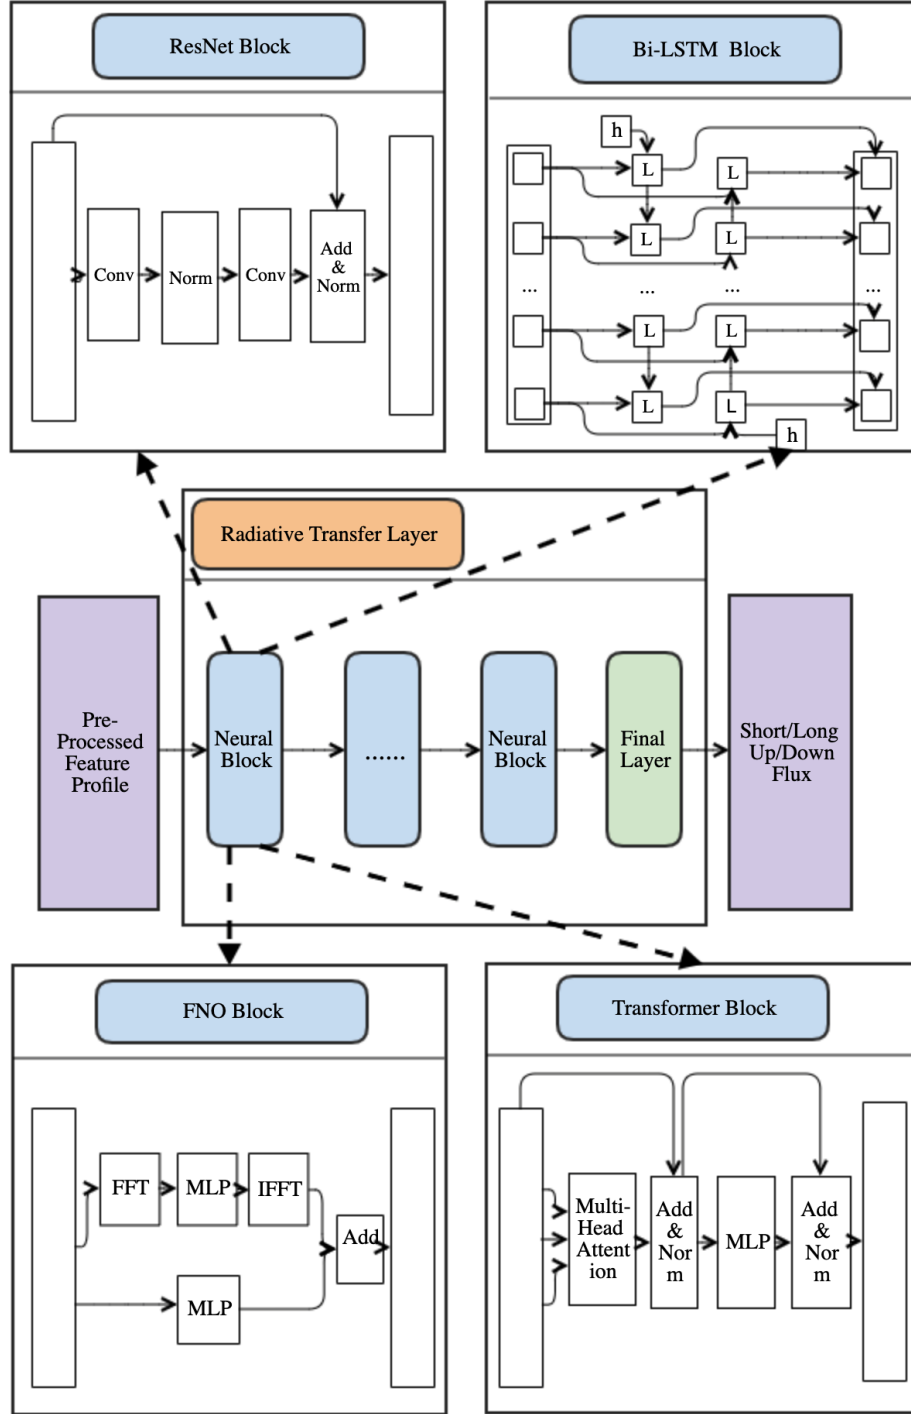 ResNet Block
Conv
Norm
Conv
Add
&
Norm
Bi-LSTM Block
h
L
L
L
L
...
...
...
...
L
L
L
L
h
Radiative Transfer Layer
Pre-
Processed
Feature
Profile
Neural
Block
......
Neural
Block
Final
Layer
Short/Long
Up/Down
Flux
FNO Block
FFT
MLP
IFFT
Add
MLP
Transformer Block
Multi-
Head
Attent
ion
Add
&
Nor
m
MLP
Add
&
Nor
m